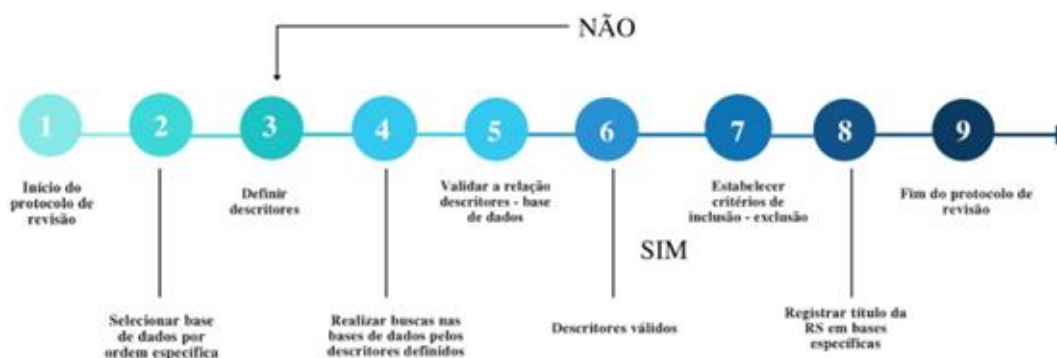 NÃO
1
2
3
4
5
6
7
8
9
Início do
protocolo de
revisão
Selecionar base
de dados por
ordem específica
Definir
descritores
Realizar buscas nas
bases de dados pelos
descritores definidos
Validar a relação
descritores - base
de dados
SIM
Descritores válidos
Estabelecer
critérios de
inclusão - exclusão
Registrar título da
RS em bases
específicas
Fim do protocolo de
revisão